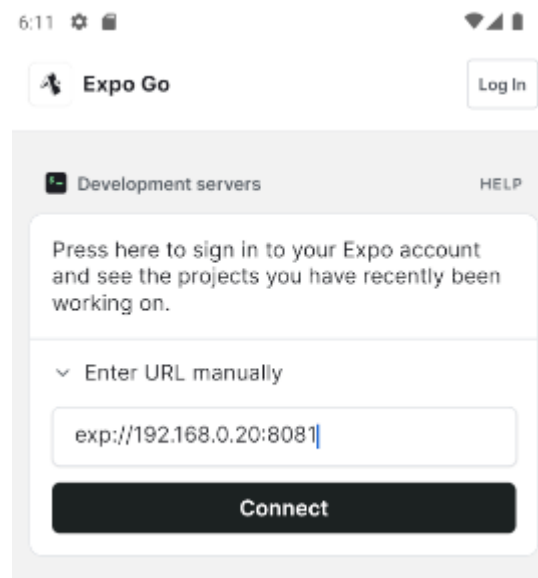 6:11
Expo Go
Log In
Development servers
HELP
Press here to sign in to your Expo account
and see the projects you have recently been
working on.
Enter URL manually
exp://192.168.0.20:8081
Connect